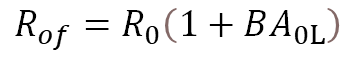 R_{of} = R_0(1 + BA_{0L})